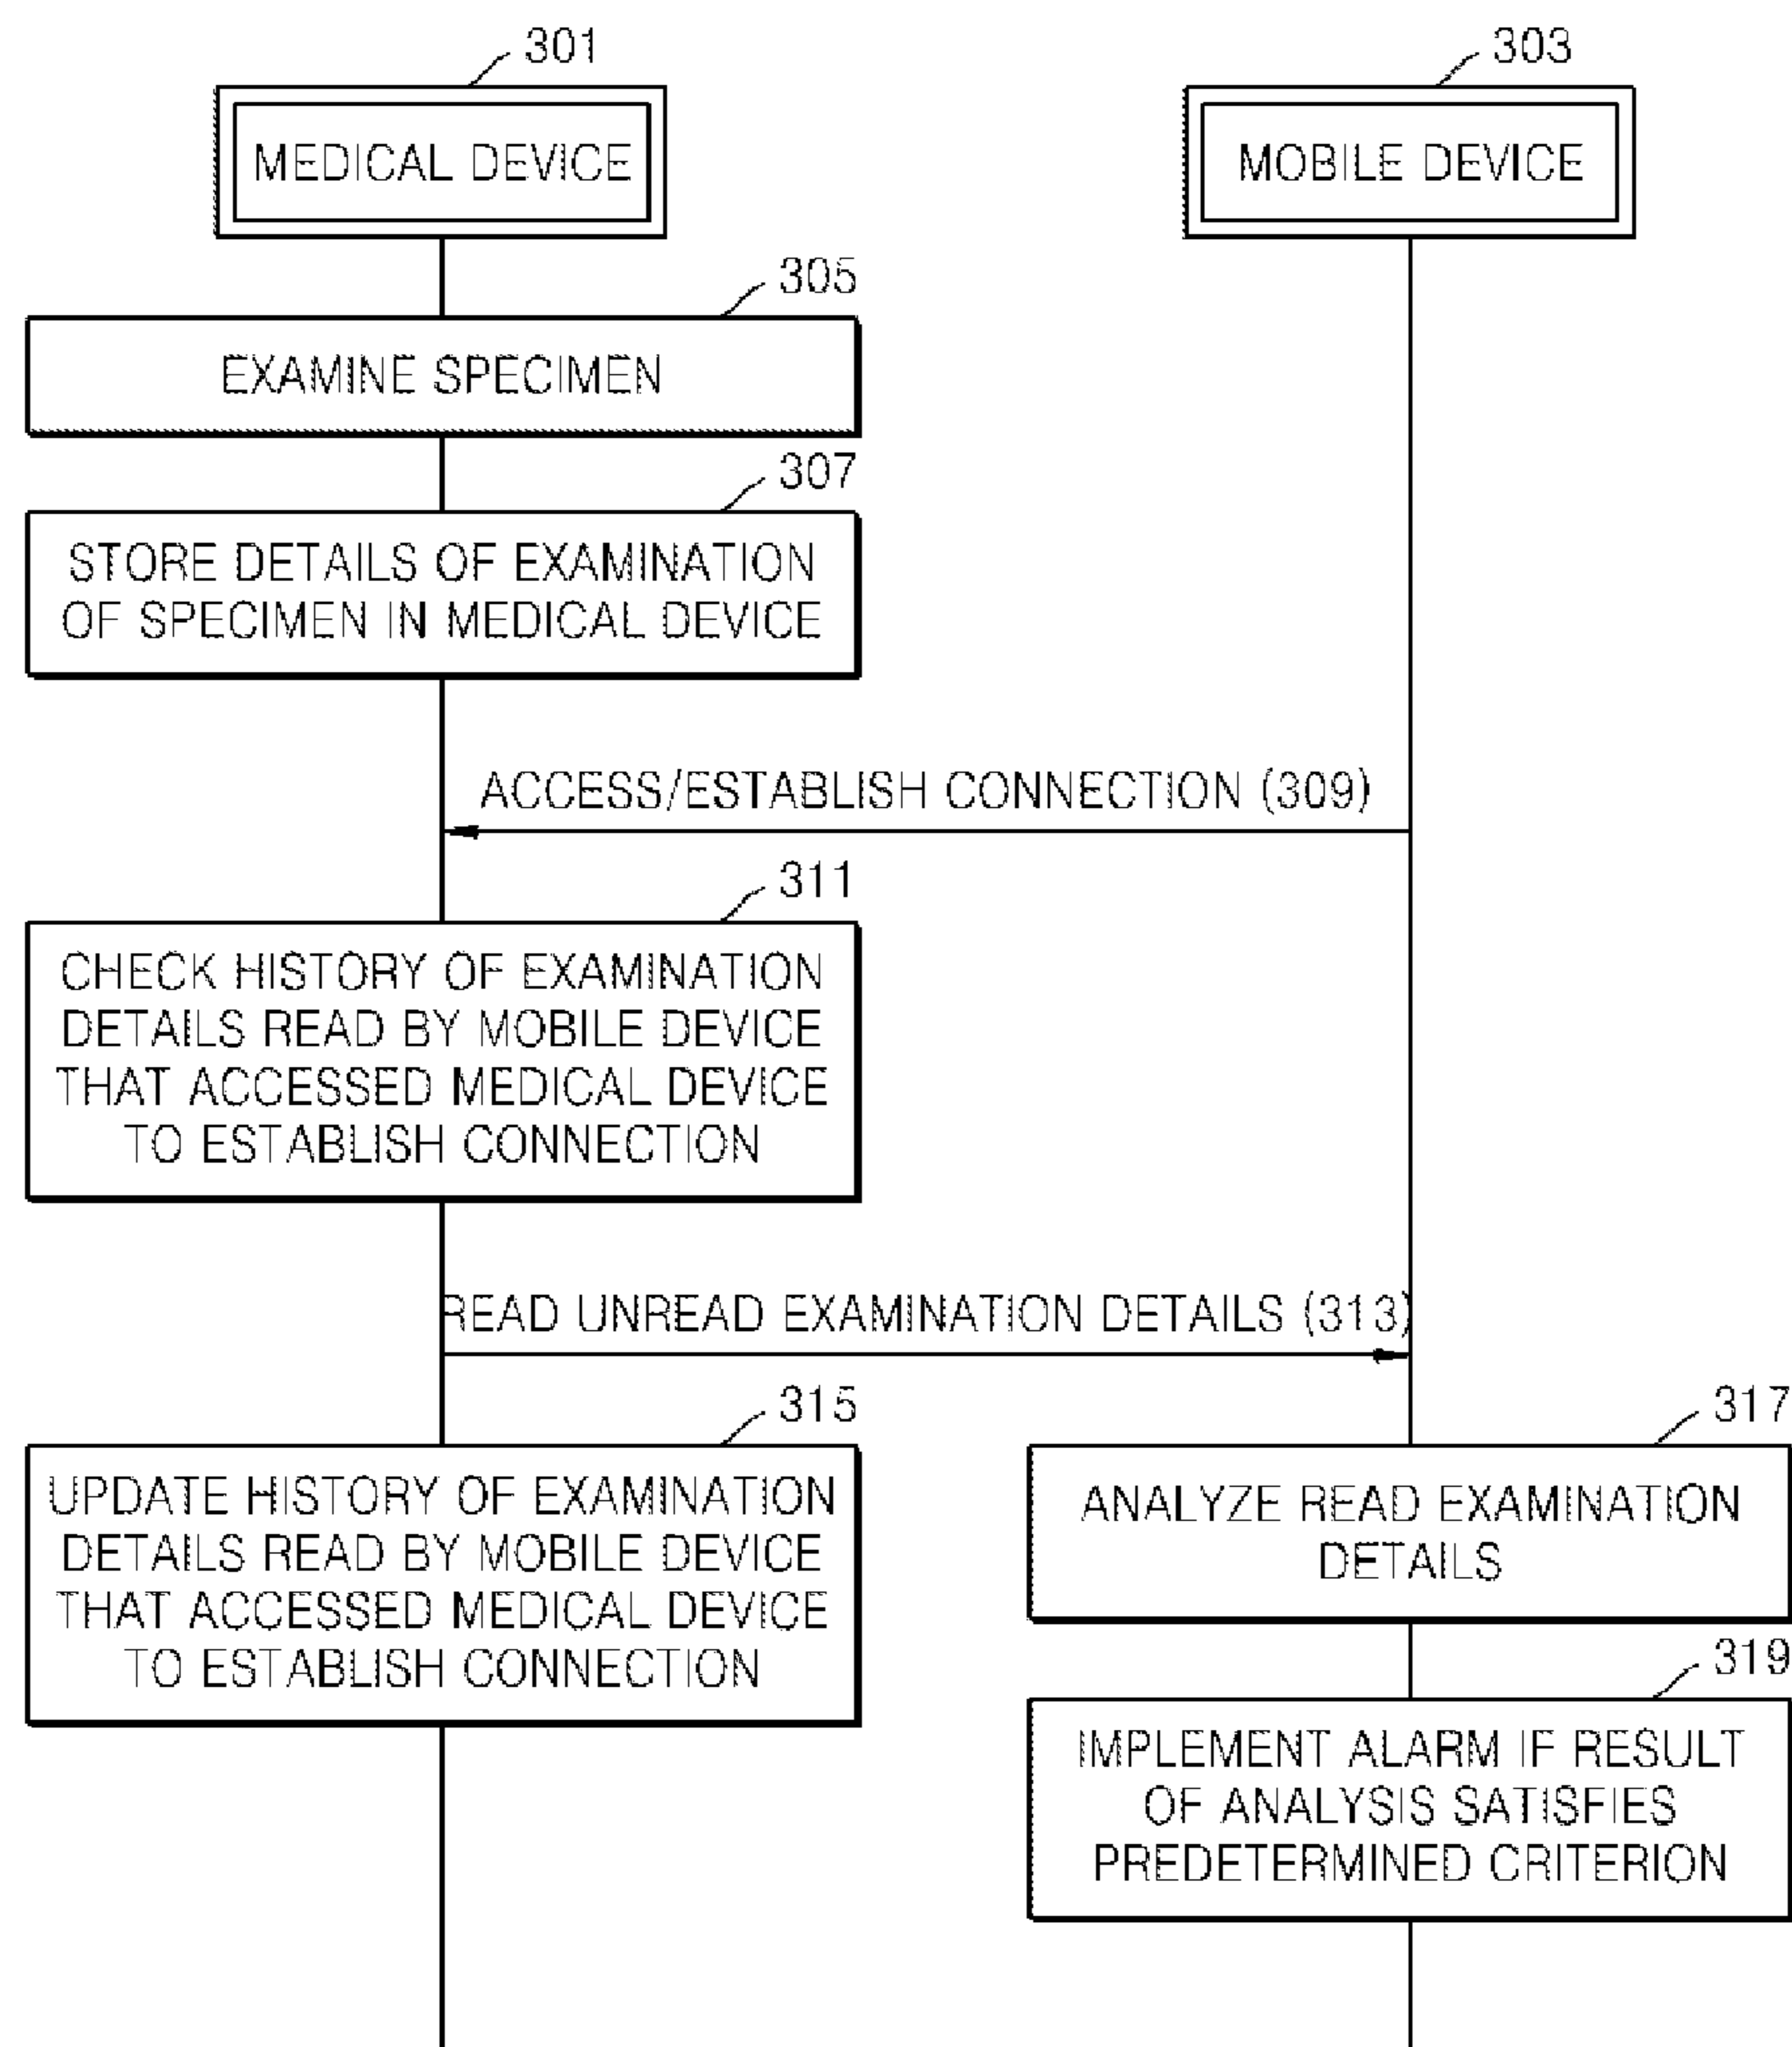 301
303
MEDICAL DEVICE
MOBILE DEVICE
305
EXAMINE SPECIMEN
307
STORE DETAILS OF EXAMINATION
OF SPECIMEN IN MEDICAL DEVICE
ACCESS/ESTABLISH CONNECTION (309)
311
CHECK HISTORY OF EXAMINATION
DETAILS READ BY MOBILE DEVICE
THAT ACCESSED MEDICAL DEVICE
TO ESTABLISH CONNECTION
READ UNREAD EXAMINATION DETAILS (313)
315
UPDATE HISTORY OF EXAMINATION
DETAILS READ BY MOBILE DEVICE
THAT ACCESSED MEDICAL DEVICE
TO ESTABLISH CONNECTION
317
ANALYZE READ EXAMINATION
DETAILS
319
IMPLEMENT ALARM IF RESULT
OF ANALYSIS SATISFIES
PREDETERMINED CRITERION